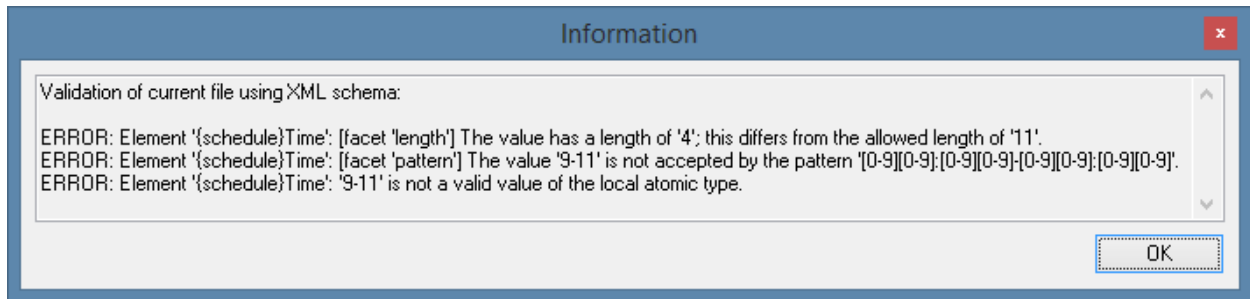 Information
x
Validation of current file using XML schema:
ERROR: Element '{schedule}Time': [facet 'length'] The value has a length of '4'; this differs from the allowed length of '11'.
ERROR: Element '{schedule}Time': [facet 'pattern'] The value '9-11' is not accepted by the pattern '[0-9][0-9]:[0-9][0-9]-[0-9][0-9]:[0-9][0-9]'.
ERROR: Element '{schedule}Time': '9-11' is not a valid value of the local atomic type.
OK